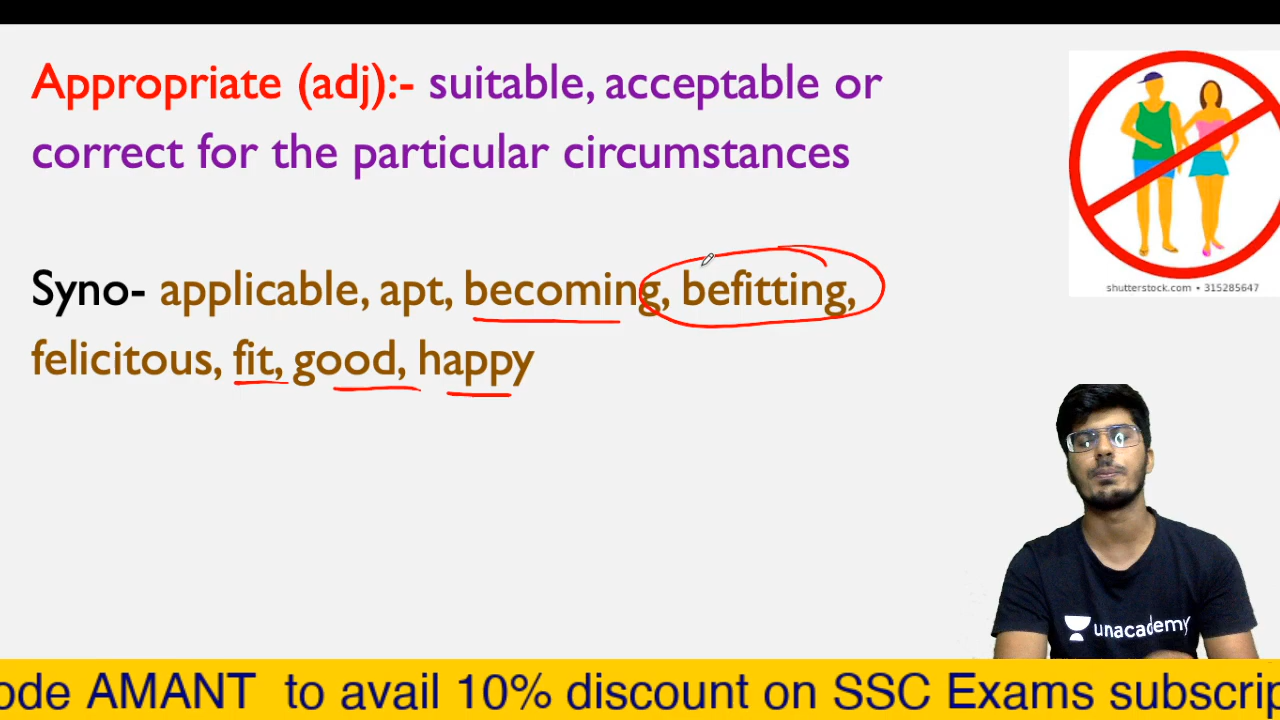 Appropriate (adj):- suitable, acceptable or
correct for the particular circumstances
shutterstock.com • 315285647
Syno- applicable, apt, becoming, befitting,
felicitous, fit, good, happy
unacademy
ode AMANT to avail 10% discount on SSC Exams subscrip